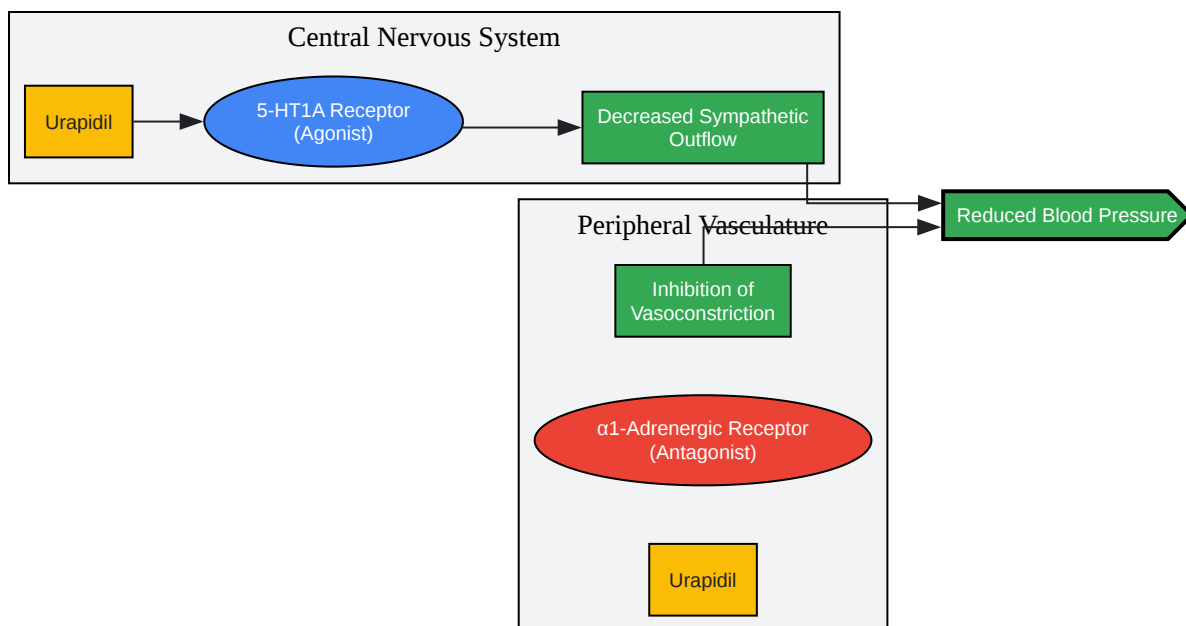 Central Nervous System
Urapidil
5-HT1A Receptor
(Agonist)
Decreased Sympathetic
Outflow
Reduced Blood Pressure
Peripheral Vasculature
Inhibition of
Vasoconstriction
α1-Adrenergic Receptor
(Antagonist)
Urapidil